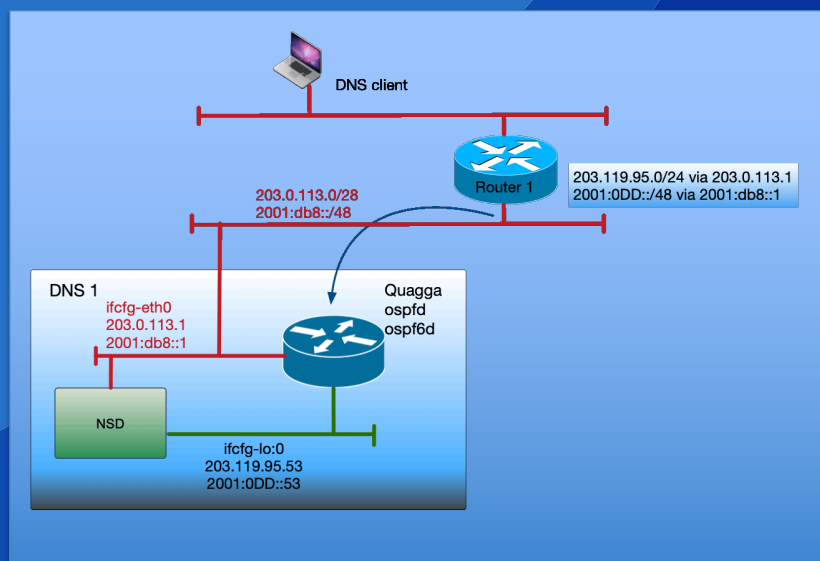 DNS client
Router 1
203.119.95.0/24 via 203.0.113.1
2001:0DD::/48 via 2001:db8::1
203.0.113.0/28
2001:db8::/48
DNS 1
ifcfg-eth0
203.0.113.1
2001:db8::1
Quagga
ospfd
ospf6d
NSD
ifcfg-lo:0
203.119.95.53
2001:0DD::53